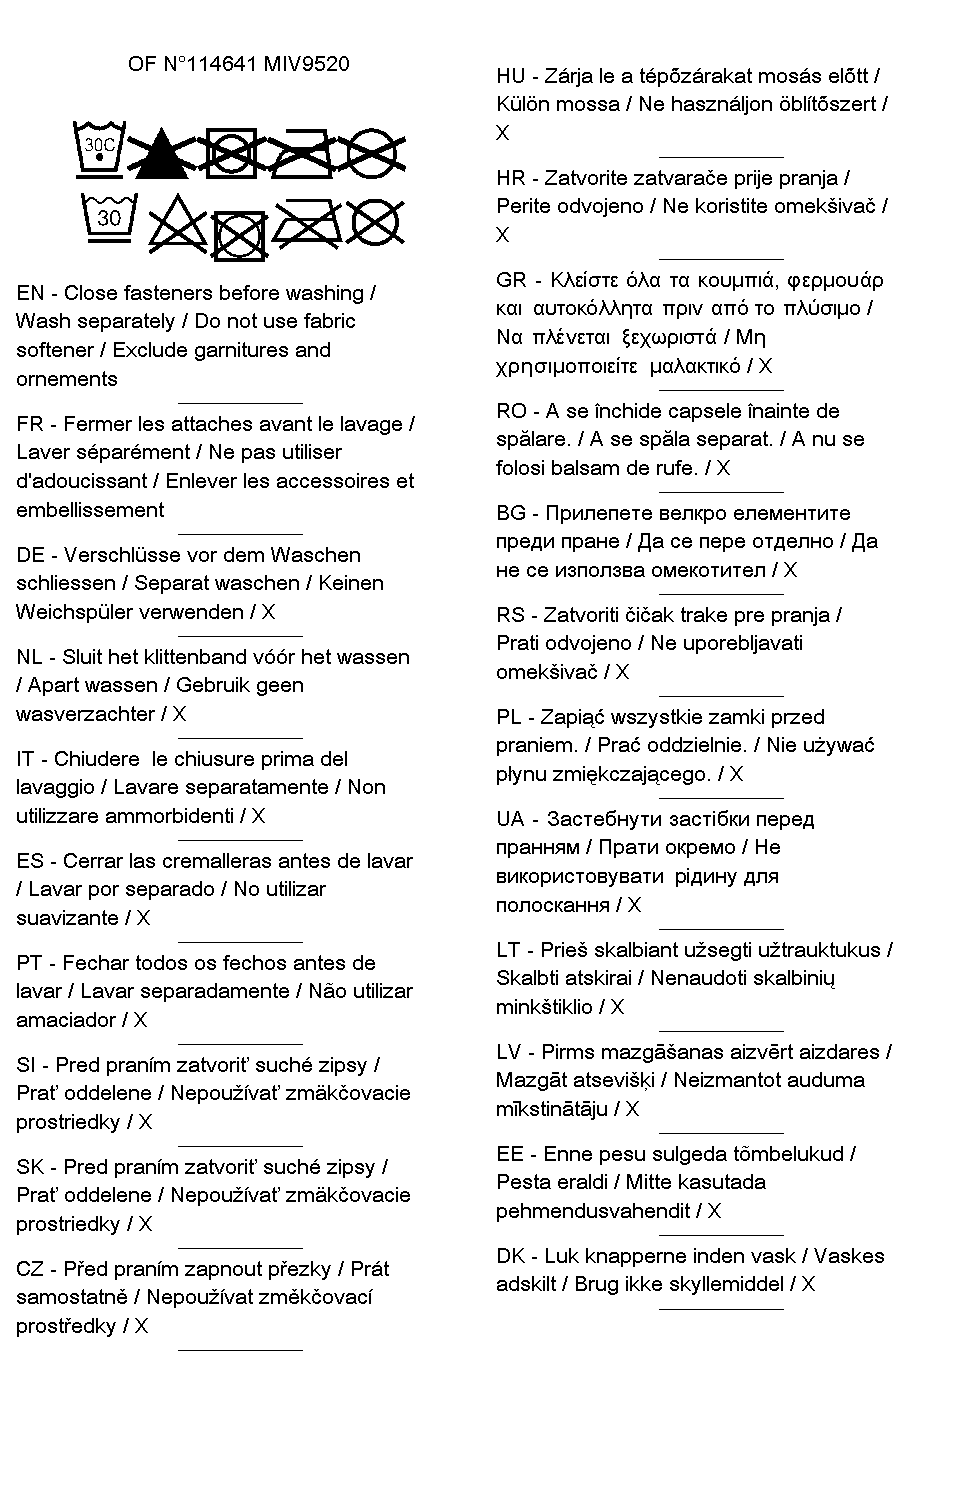 OF N°114641 MIV9520
30C
30
EN - Close fasteners before washing /
Wash separately / Do not use fabric
softener / Exclude garnitures and
ornements
FR - Fermer les attaches avant le lavage /
Laver séparément / Ne pas utiliser
d'adoucissant / Enlever les accessoires et
embellissement
DE - Verschlüsse vor dem Waschen
schliessen / Separat waschen / Keinen
Weichspüler verwenden / X
NL - Sluit het klittenband vóór het wassen
/ Apart wassen / Gebruik geen
wasverzachter / X
IT - Chiudere  le chiusure prima del
lavaggio / Lavare separatamente / Non
utilizzare ammorbidenti / X
ES - Cerrar las cremalleras antes de lavar
/ Lavar por separado / No utilizar
suavizante / X
PT - Fechar todos os fechos antes de
lavar / Lavar separadamente / Não utilizar
amaciador / X
SI - Pred praním zatvoriť suché zipsy /
Prať oddelene / Nepoužívať zmäkčovacie
prostriedky / X
SK - Pred praním zatvoriť suché zipsy /
Prať oddelene / Nepoužívať zmäkčovacie
prostriedky / X
CZ - Před praním zapnout přezky / Prát
samostatně / Nepoužívat změkčovací
prostředky / X
HU - Zárja le a tépőzárakat mosás előtt /
Külön mossa / Ne használjon öblítőszert /
X
HR - Zatvorite zatvarače prije pranja /
Perite odvojeno / Ne koristite omekšivač /
X
GR - Κλείστε όλα τα κουμπιά, φερμουάρ
και αυτοκόλλητα πριν από το πλύσιμο /
Να πλένεται ξεχωριστά / Μη
χρησιμοποιείτε μαλακτικό / X
RO - A se închide capsele înainte de
spălare. / A se spăla separat. / A nu se
folosi balsam de rufe. / X
BG - Прилепете велкро елементите
преди пране / Да се пере отделно / Да
не се използва омекотител / X
RS - Zatvoriti čičak trake pre pranja /
Prati odvojeno / Ne uporebljavati
omekšivač / X
PL - Zapiąć wszystkie zamki przed
praniem. / Prać oddzielnie. / Nie używać
płynu zmiękczającego. / X
UA - Застебнути застібки перед
пранням / Прати окремо / Не
використовувати рідину для
полоскання / X
LT - Prieš skalbiant užsegti užtrauktukus /
Skalbti atskirai / Nenaudoti skalbinių
minkštiklio / X
LV - Pirms mazgāšanas aizvērt aizdares /
Mazgāt atsevišķi / Neizmantot auduma
mīkstinātāju / X
EE - Enne pesu sulgeda tõmbelukud /
Pesta eraldi / Mitte kasutada
pehmendusvahendit / X
DK - Luk knapperne inden vask / Vaskes
adskilt / Brug ikke skyllemiddel / X